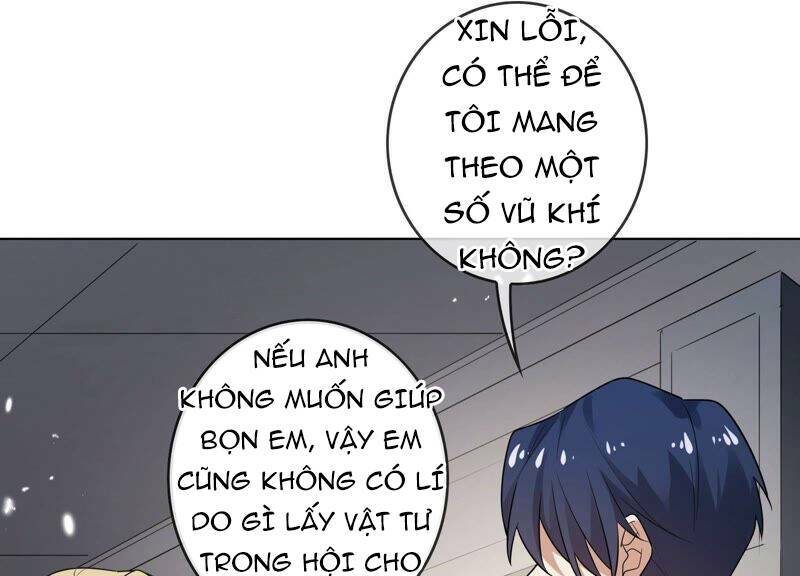 XIN LỖI,
CÓ THỂ ĐỂ
TÔI MANG
THEO MỘT
SỐ VŨ KHÍ
KHÔNG?
NẾU ANH
KHÔNG MUỐN GIÚP
BỌN EM, VẬY EM
CŨNG KHÔNG CÓ LÍ
DO GÌ LẤY VẬT TƯ
TRONG HỘI CHO